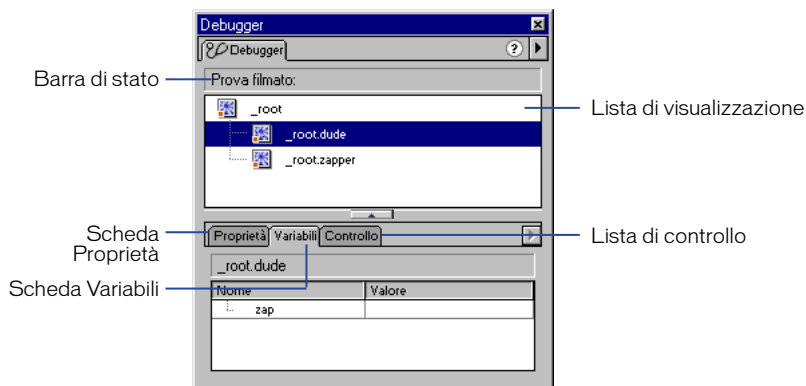 Debugger
Debugger
?
Barra di stato
Prova filmato:
_root
Lista di visualizzazione
_root.dude
_root.zapper
Scheda
Proprietà
Proprietà Variabili Controllo
Lista di controllo
_root.dude
Scheda Variabili
Nome Valore
zap